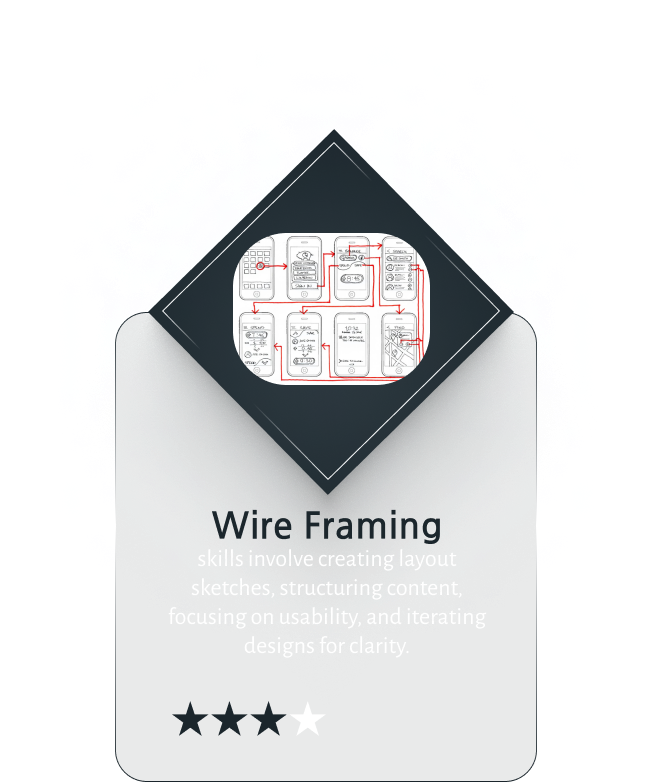 Wire Framing
skills involve creating layout
sketches, structuring content,
focusing on usability, and iterating
designs for clarity.